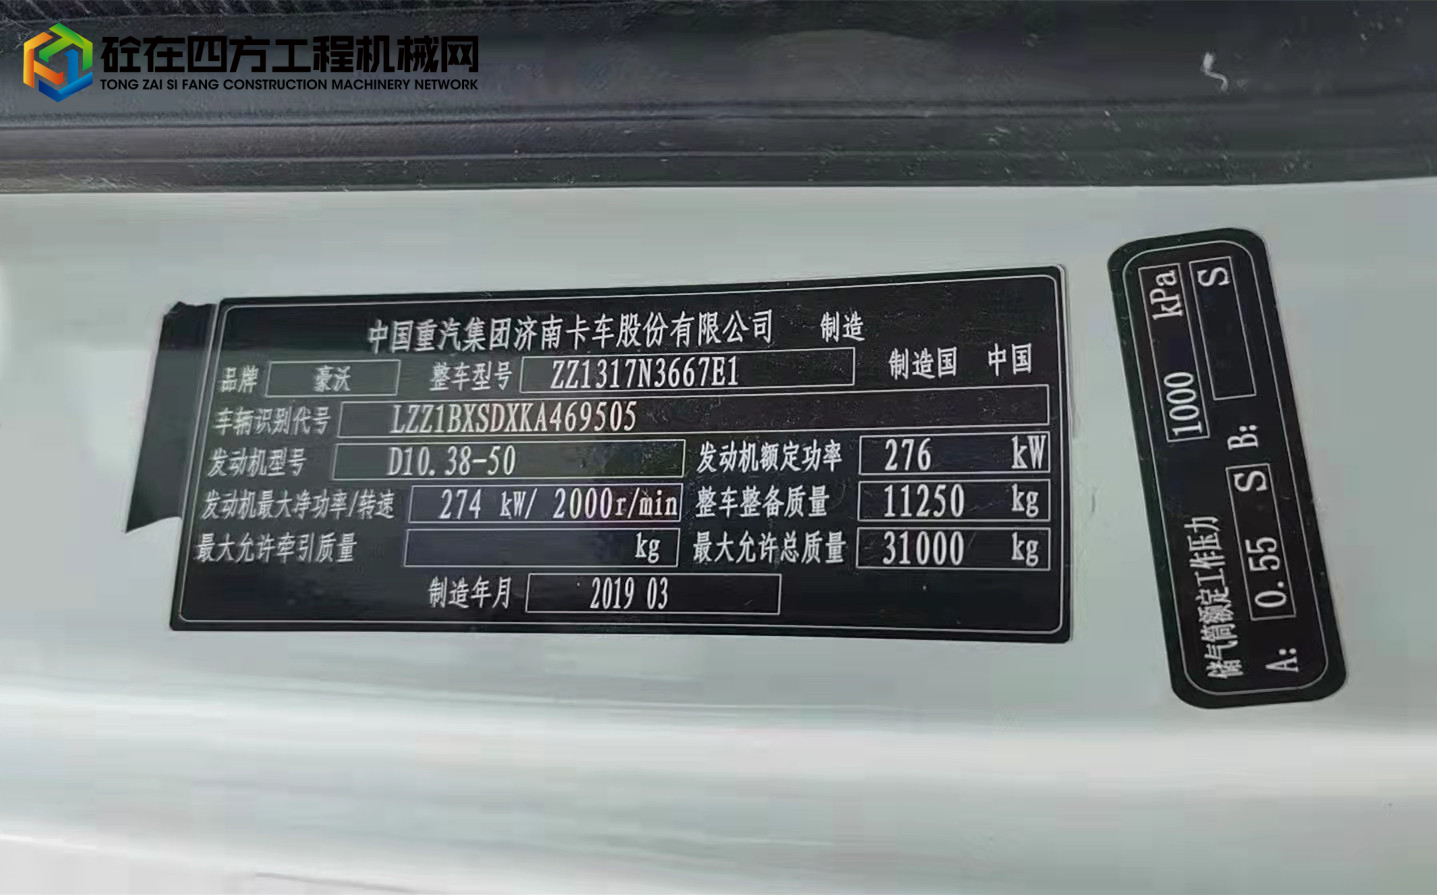 砼在四方工程机械网
TONG ZAI SI FANG CONSTRUCTION MACHINERY NETWORK
中国重汽集团济南卡车股份有限公司 制造
品牌 豪沃 整车型号 ZZ1317N3667E1 制造国 中国
车辆识别代号 LZZ1BXSDXKA469505
发动机型号 D10.38-50 发动机额定功率 276 kW
发动机最大净功率/转速 274 kW/ 2000r/min 整车整备质量 11250 kg
最大允许牵引质量 kg 最大允许总质量 31000 kg
制造年月 2019 03
储气筒额定工作压力 1000 kPa
A: 0.55 S B: S